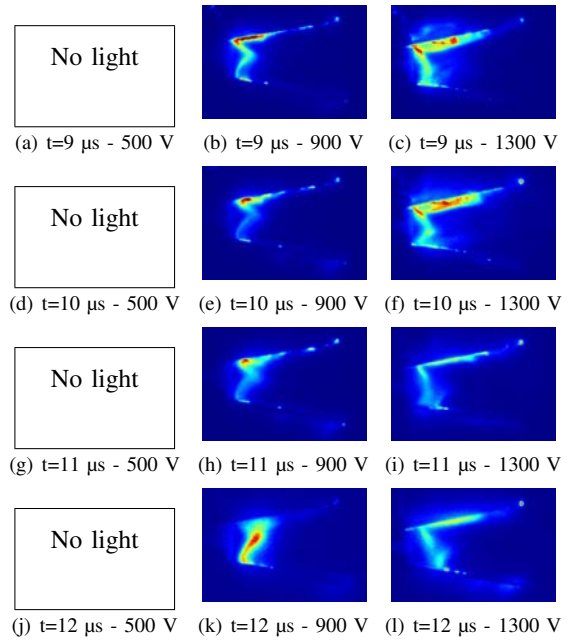 No light
(a) t=9 µs - 500 V (b) t=9 µs - 900 V (c) t=9 µs - 1300 V
No light
(d) t=10 µs - 500 V (e) t=10 µs - 900 V (f) t=10 µs - 1300 V
No light
(g) t=11 µs - 500 V (h) t=11 µs - 900 V (i) t=11 µs - 1300 V
No light
(j) t=12 µs - 500 V (k) t=12 µs - 900 V (l) t=12 µs - 1300 V